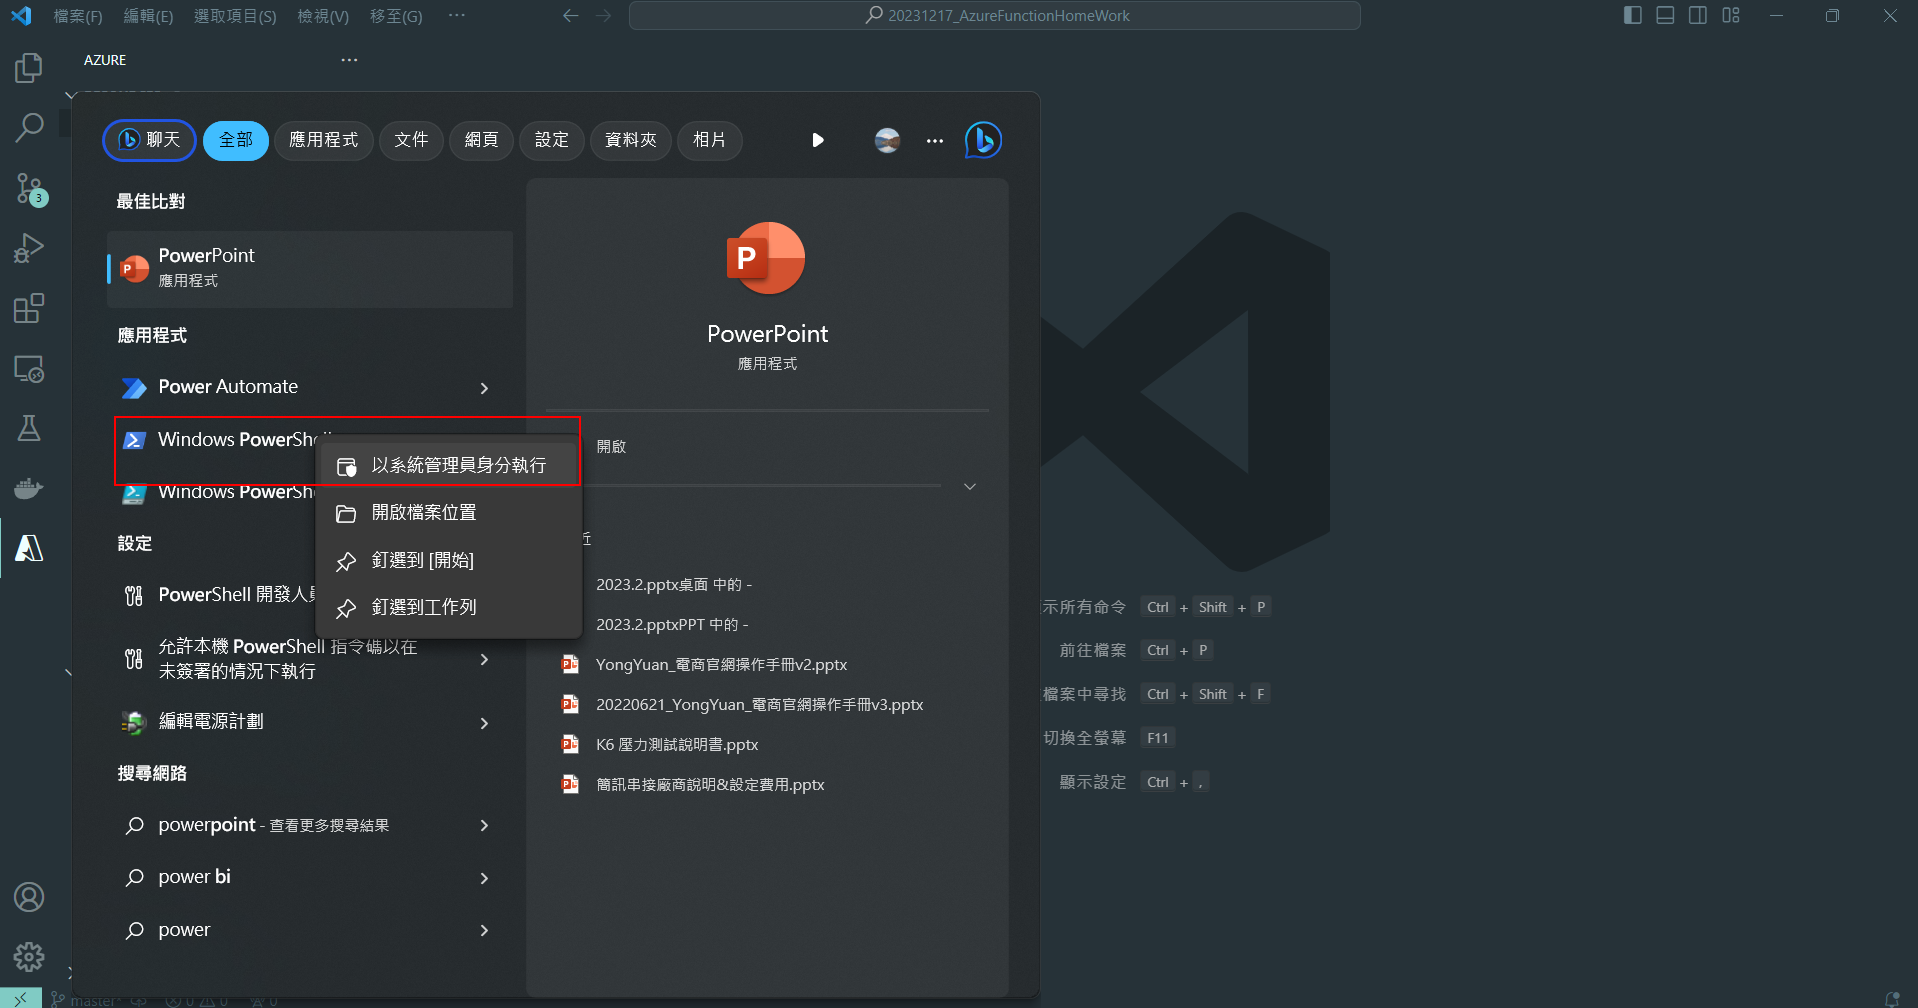 檔案(F) 編輯(E) 選取項目(S) 檢視(V) 移至(G) ··· 20231217_AzureFunctionHomeWork
AZURE ···
聊天 全部 應用程式 文件 網頁 設定 資料夾 相片 ···
最佳比對
PowerPoint
應用程式
應用程式
Power Automate
Windows PowerShell
Windows PowerShe
設定
PowerShell 開發人員
允許本機 PowerShell 指令碼以在
未簽署的情況下執行
編輯電源計劃
搜尋網路
powerpoint - 查看更多搜尋結果
power bi
power
以系統管理員身分執行
開啟檔案位置
釘選到 [開始]
釘選到工作列
PowerPoint
應用程式
開啟
近
2023.2.pptx桌面 中的 -
2023.2.pptxPPT 中的 -
YongYuan_電商官網操作手冊v2.pptx
20220621_YongYuan_電商官網操作手冊v3.pptx
K6 壓力測試說明書.pptx
簡訊串接廠商說明&設定費用.pptx
示所有命令 Ctrl + Shift + P
前往檔案 Ctrl + P
檔案中尋找 Ctrl + Shift + F
切換全螢幕 F11
顯示設定 Ctrl + ,
3
master* 0 0 0